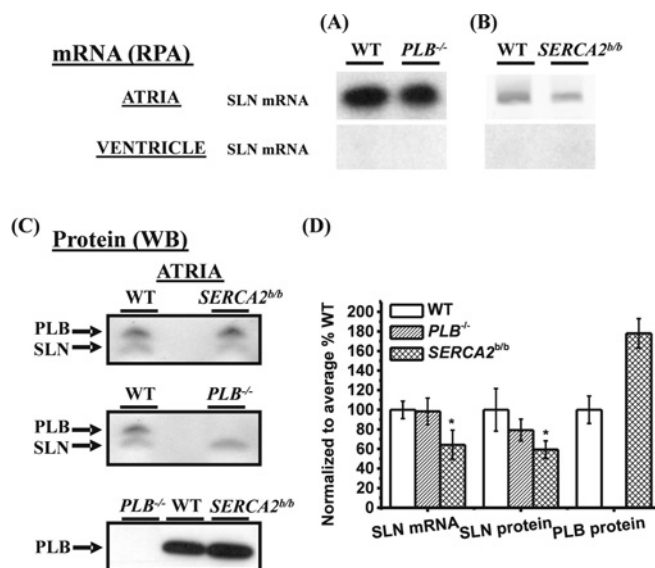 (A) (B)
mRNA (RPA)
WT PLB-/- WT SERCA2b/b
ATRIA SLN mRNA
VENTRICLE SLN mRNA
(C) Protein (WB)
ATRIA
WT SERCA2b/b
PLB
SLN
WT PLB-/-
PLB
SLN
PLB-/- WT SERCA2b/b
PLB
(D)
Normalized to average % WT
200
180
160
140
120
100
80
60
40
20
0
WT
PLB-/-
SERCA2b/b
*
*
SLN mRNA SLN protein PLB protein